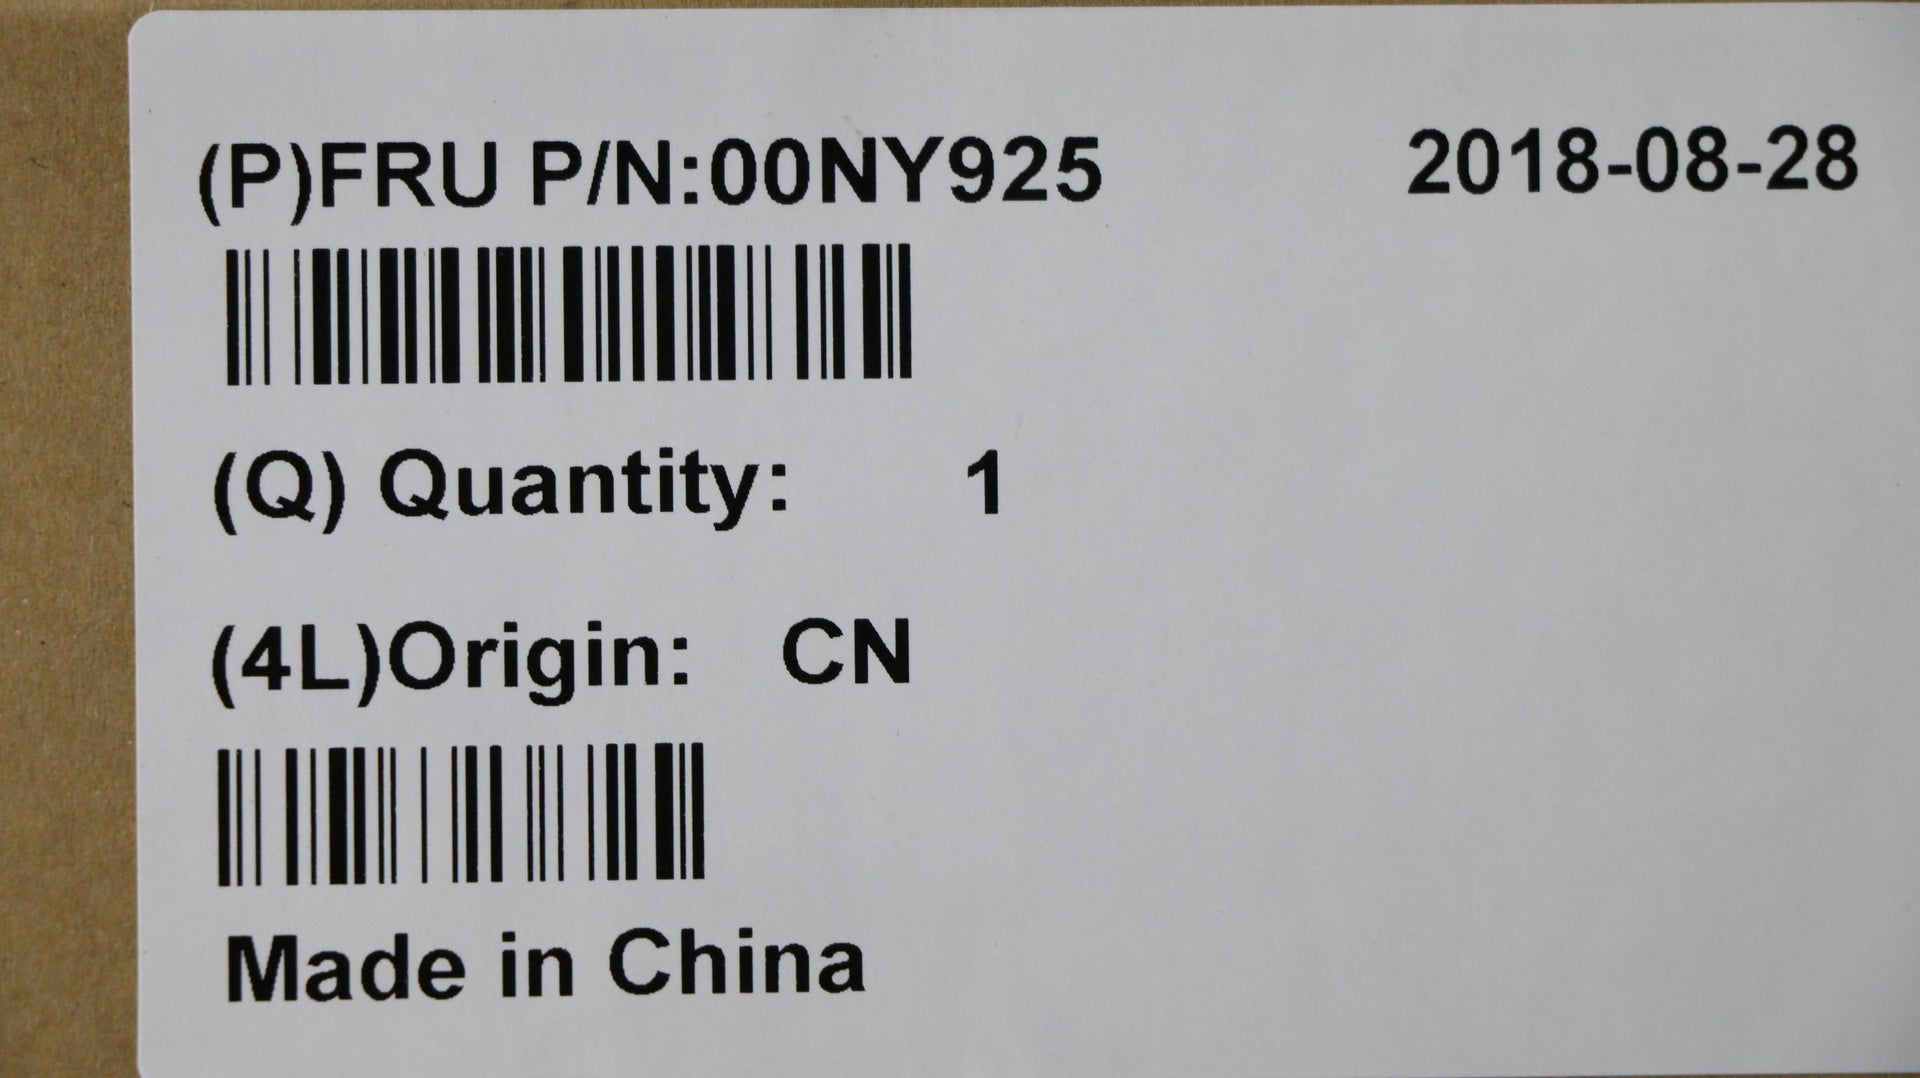 (P)FRU P/N:00NY925 2018-08-28
(Q) Quantity: 1
(4L)Origin: CN
Made in China